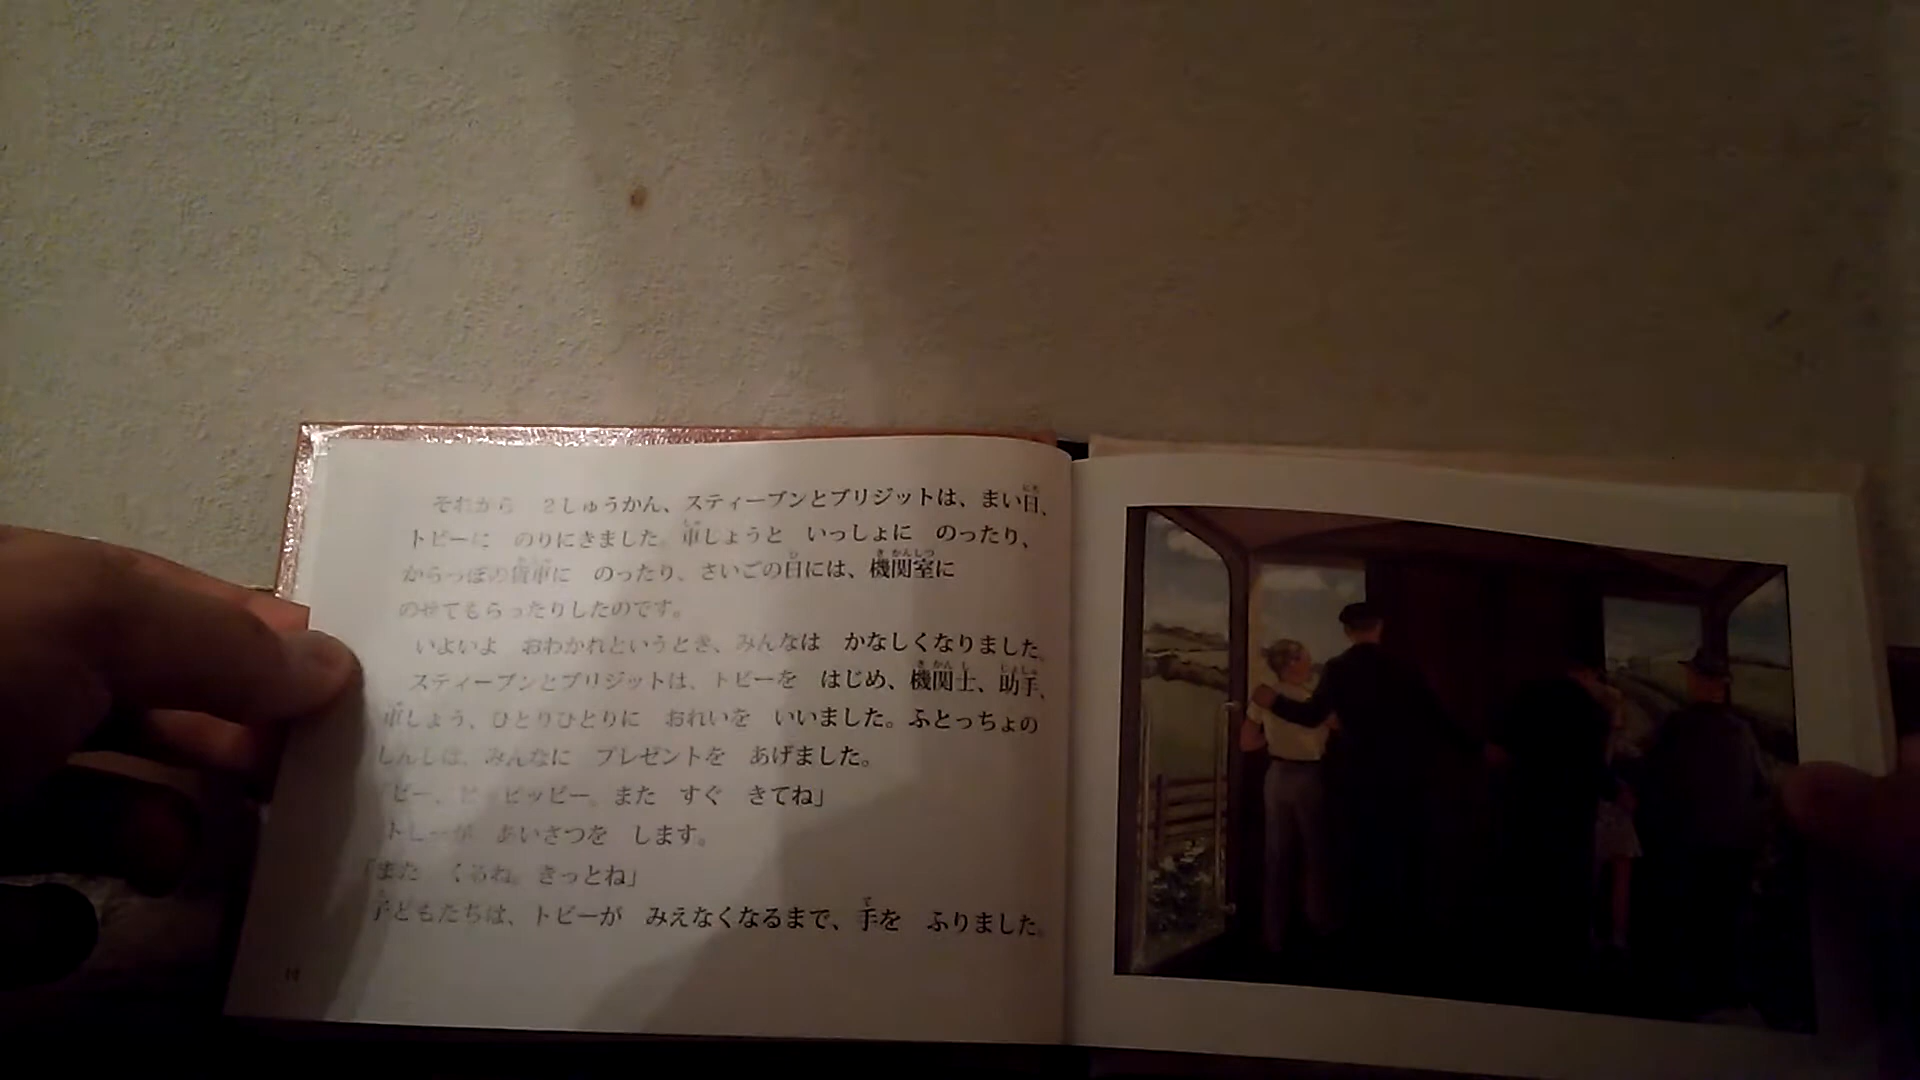 それから　2しゅうかん、スティーブンとブリジットは、まい日、
トビーに　のりにきました。車しょうと　いっしょに　のったり、
からっぽの貨車に　のったり、さいごの日には、機関室に
のせてもらったりしたのです。
いよいよ　おわかれというとき、みんなは　かなしくなりました。
スティーブンとブリジットは、トビーを　はじめ、機関士、助手、
車しょう、ひとりひとりに　おれいを　いいました。ふとっちょの
しんしは、みんなに　プレゼントを　あげました。
「ピー、ピ　ピッピー。また　すぐ　きてね」
トビーが　あいさつを　します。
「また　くるね。きっとね」
子どもたちは、トビーが　みえなくなるまで、手を　ふりました。